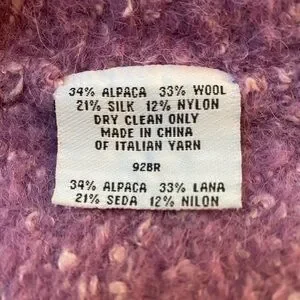 34% ALPACA 33% WOOL
21% SILK 12% NYLON
DRY CLEAN ONLY
MADE IN CHINA
OF ITALIAN YARN
928R
34% ALPACA 33% LANA
21% SEDA 12% NILON